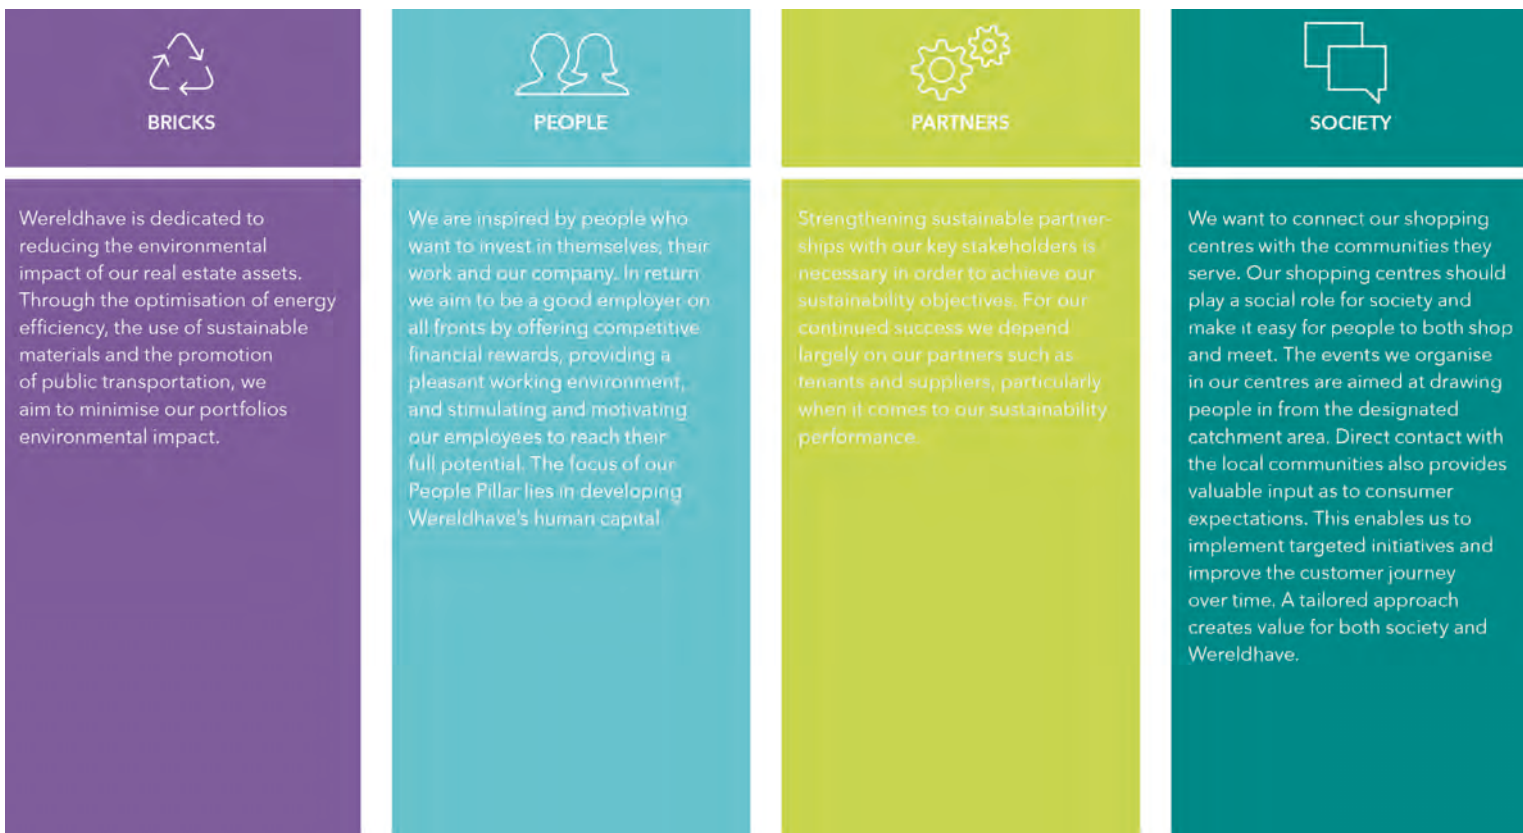 BRICKS
Wereldhave is dedicated to
reducing the environmental
impact of our real estate assets.
Through the optimisation of energy
efficiency, the use of sustainable
materials and the promotion
of public transportation, we
aim to minimise our portfolios
environmental impact.
PEOPLE
We are inspired by people who
want to invest in themselves, their
work and our company. In return
we aim to be a good employer on
all fronts by offering competitive
financial rewards, providing a
pleasant working environment,
and stimulating and motivating
our employees to reach their
full potential. The focus of our
People Pillar lies in developing
Wereldhave's human capital
PARTNERS
Strengthening sustainable partner-
ships with our key stakeholders is
necessary in order to achieve our
sustainability objectives. For our
continued success we depend
largely on our partners such as
tenants and suppliers, particularly
when it comes to our sustainability
performance.
SOCIETY
We want to connect our shopping
centres with the communities they
serve. Our shopping centres should
play a social role for society and
make it easy for people to both shop
and meet. The events we organise
in our centres are aimed at drawing
people in from the designated
catchment area. Direct contact with
the local communities also provides
valuable input as to consumer
expectations. This enables us to
implement targeted initiatives and
improve the customer journey
over time. A tailored approach
creates value for both society and
Wereldhave.